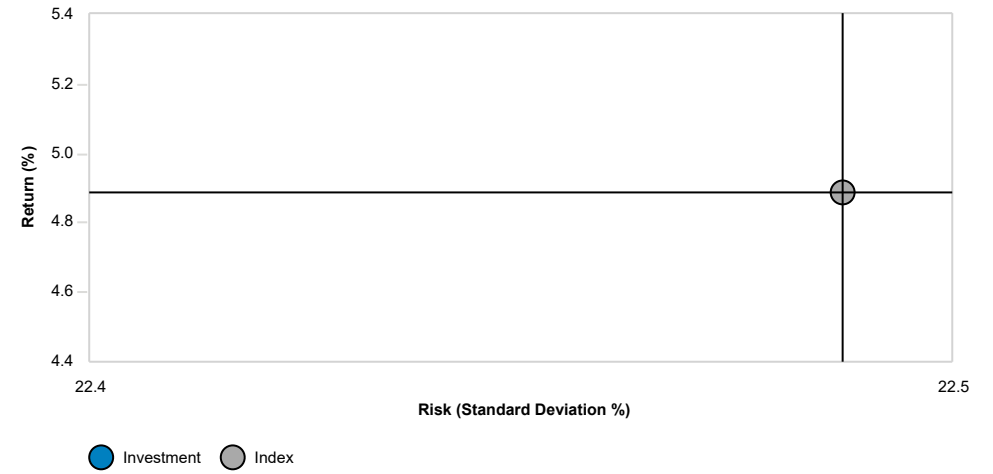 5.4
5.2
5.0
4.8
4.6
4.4
Return (%)
22.4
22.5
Risk (Standard Deviation %)
Investment
Index